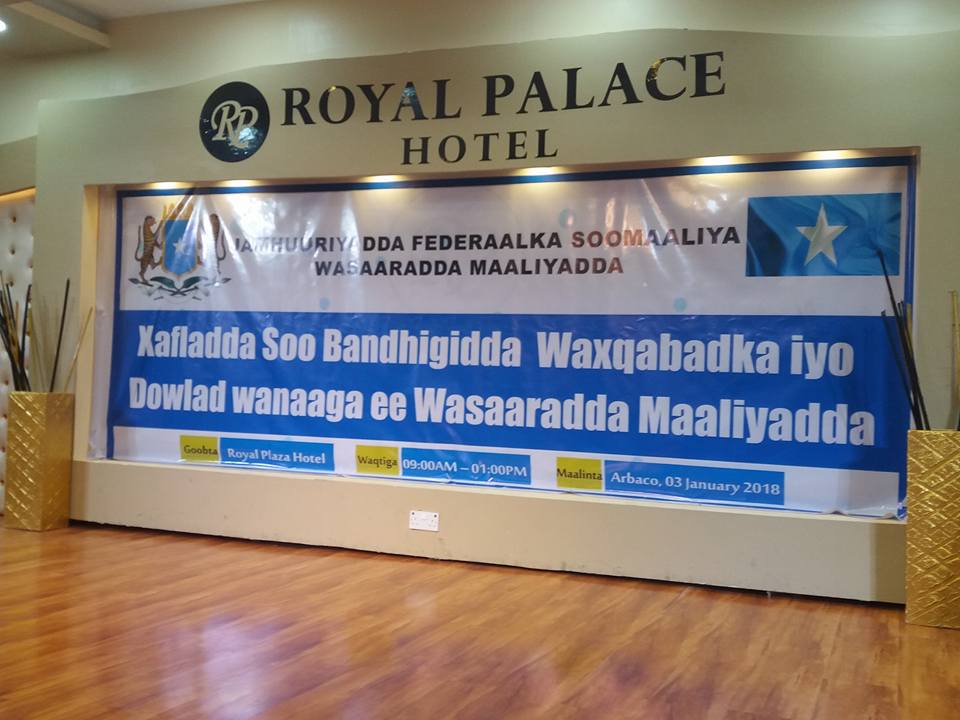 RP ROYAL PALACE
HOTEL
JAMHUURIYADDA FEDERAALKA SOOMAALIYA
WASAARADDA MAALIYADDA
Xafladda Soo Bandhigidda Waxqabadka iyo
Dowlad wanaaga ee Wasaaradda Maaliyadda
Goobta Royal Plaza Hotel Waqtiga 09:00AM – 01:00PM Maalinta Arbaco, 03 January 2018